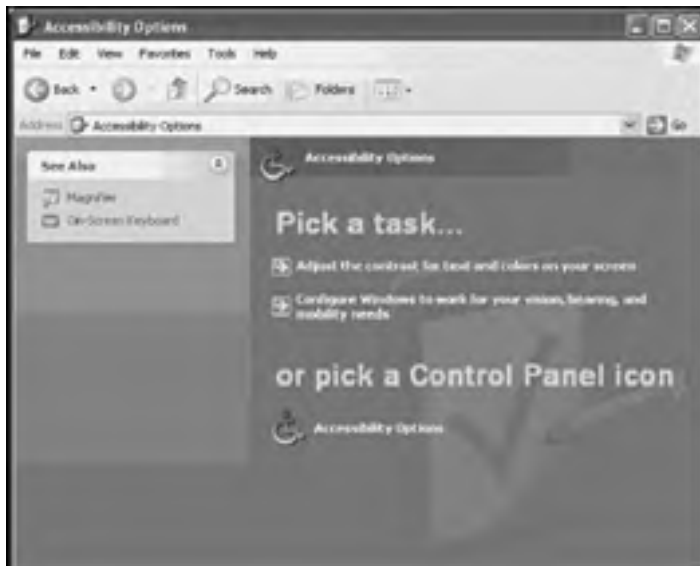 Accessibility Options
File Edit View Favorites Tools Help
Back Search Folders
Address Accessibility Options Go
See Also
Magnifier
On-Screen Keyboard
Accessibility Options
Pick a task...
Adjust the contrast for text and colors on your screen
Configure Windows to work for your vision, hearing, and
mobility needs
or pick a Control Panel icon
Accessibility Options